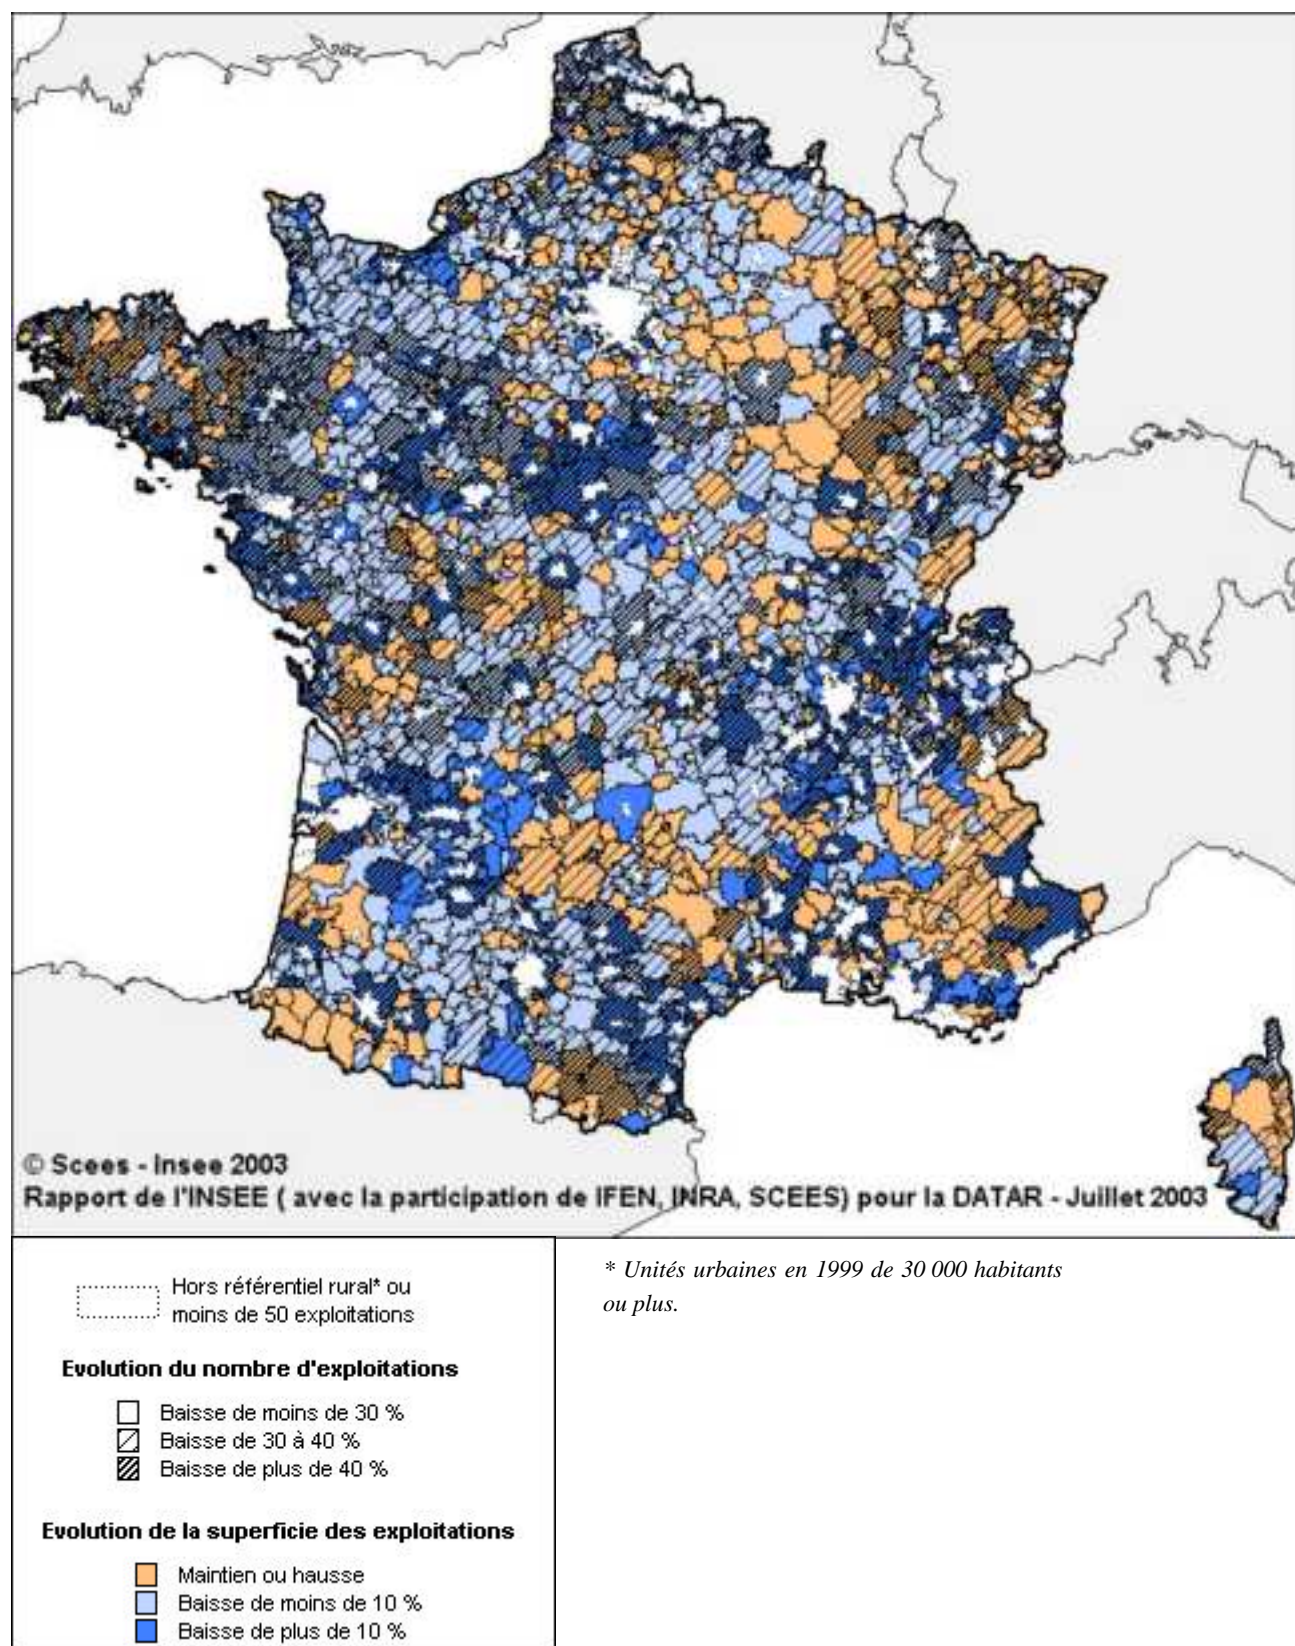 © Scees - Insee 2003
Rapport de l'INSEE ( avec la participation de IFEN, INRA, SCEES) pour la DATAR - Juillet 2003
Hors référentiel rural* ou
moins de 50 exploitations
Evolution du nombre d'exploitations
Baisse de moins de 30 %
Baisse de 30 à 40 %
Baisse de plus de 40 %
Evolution de la superficie des exploitations
Maintien ou hausse
Baisse de moins de 10 %
Baisse de plus de 10 %
* Unités urbaines en 1999 de 30 000 habitants
ou plus.